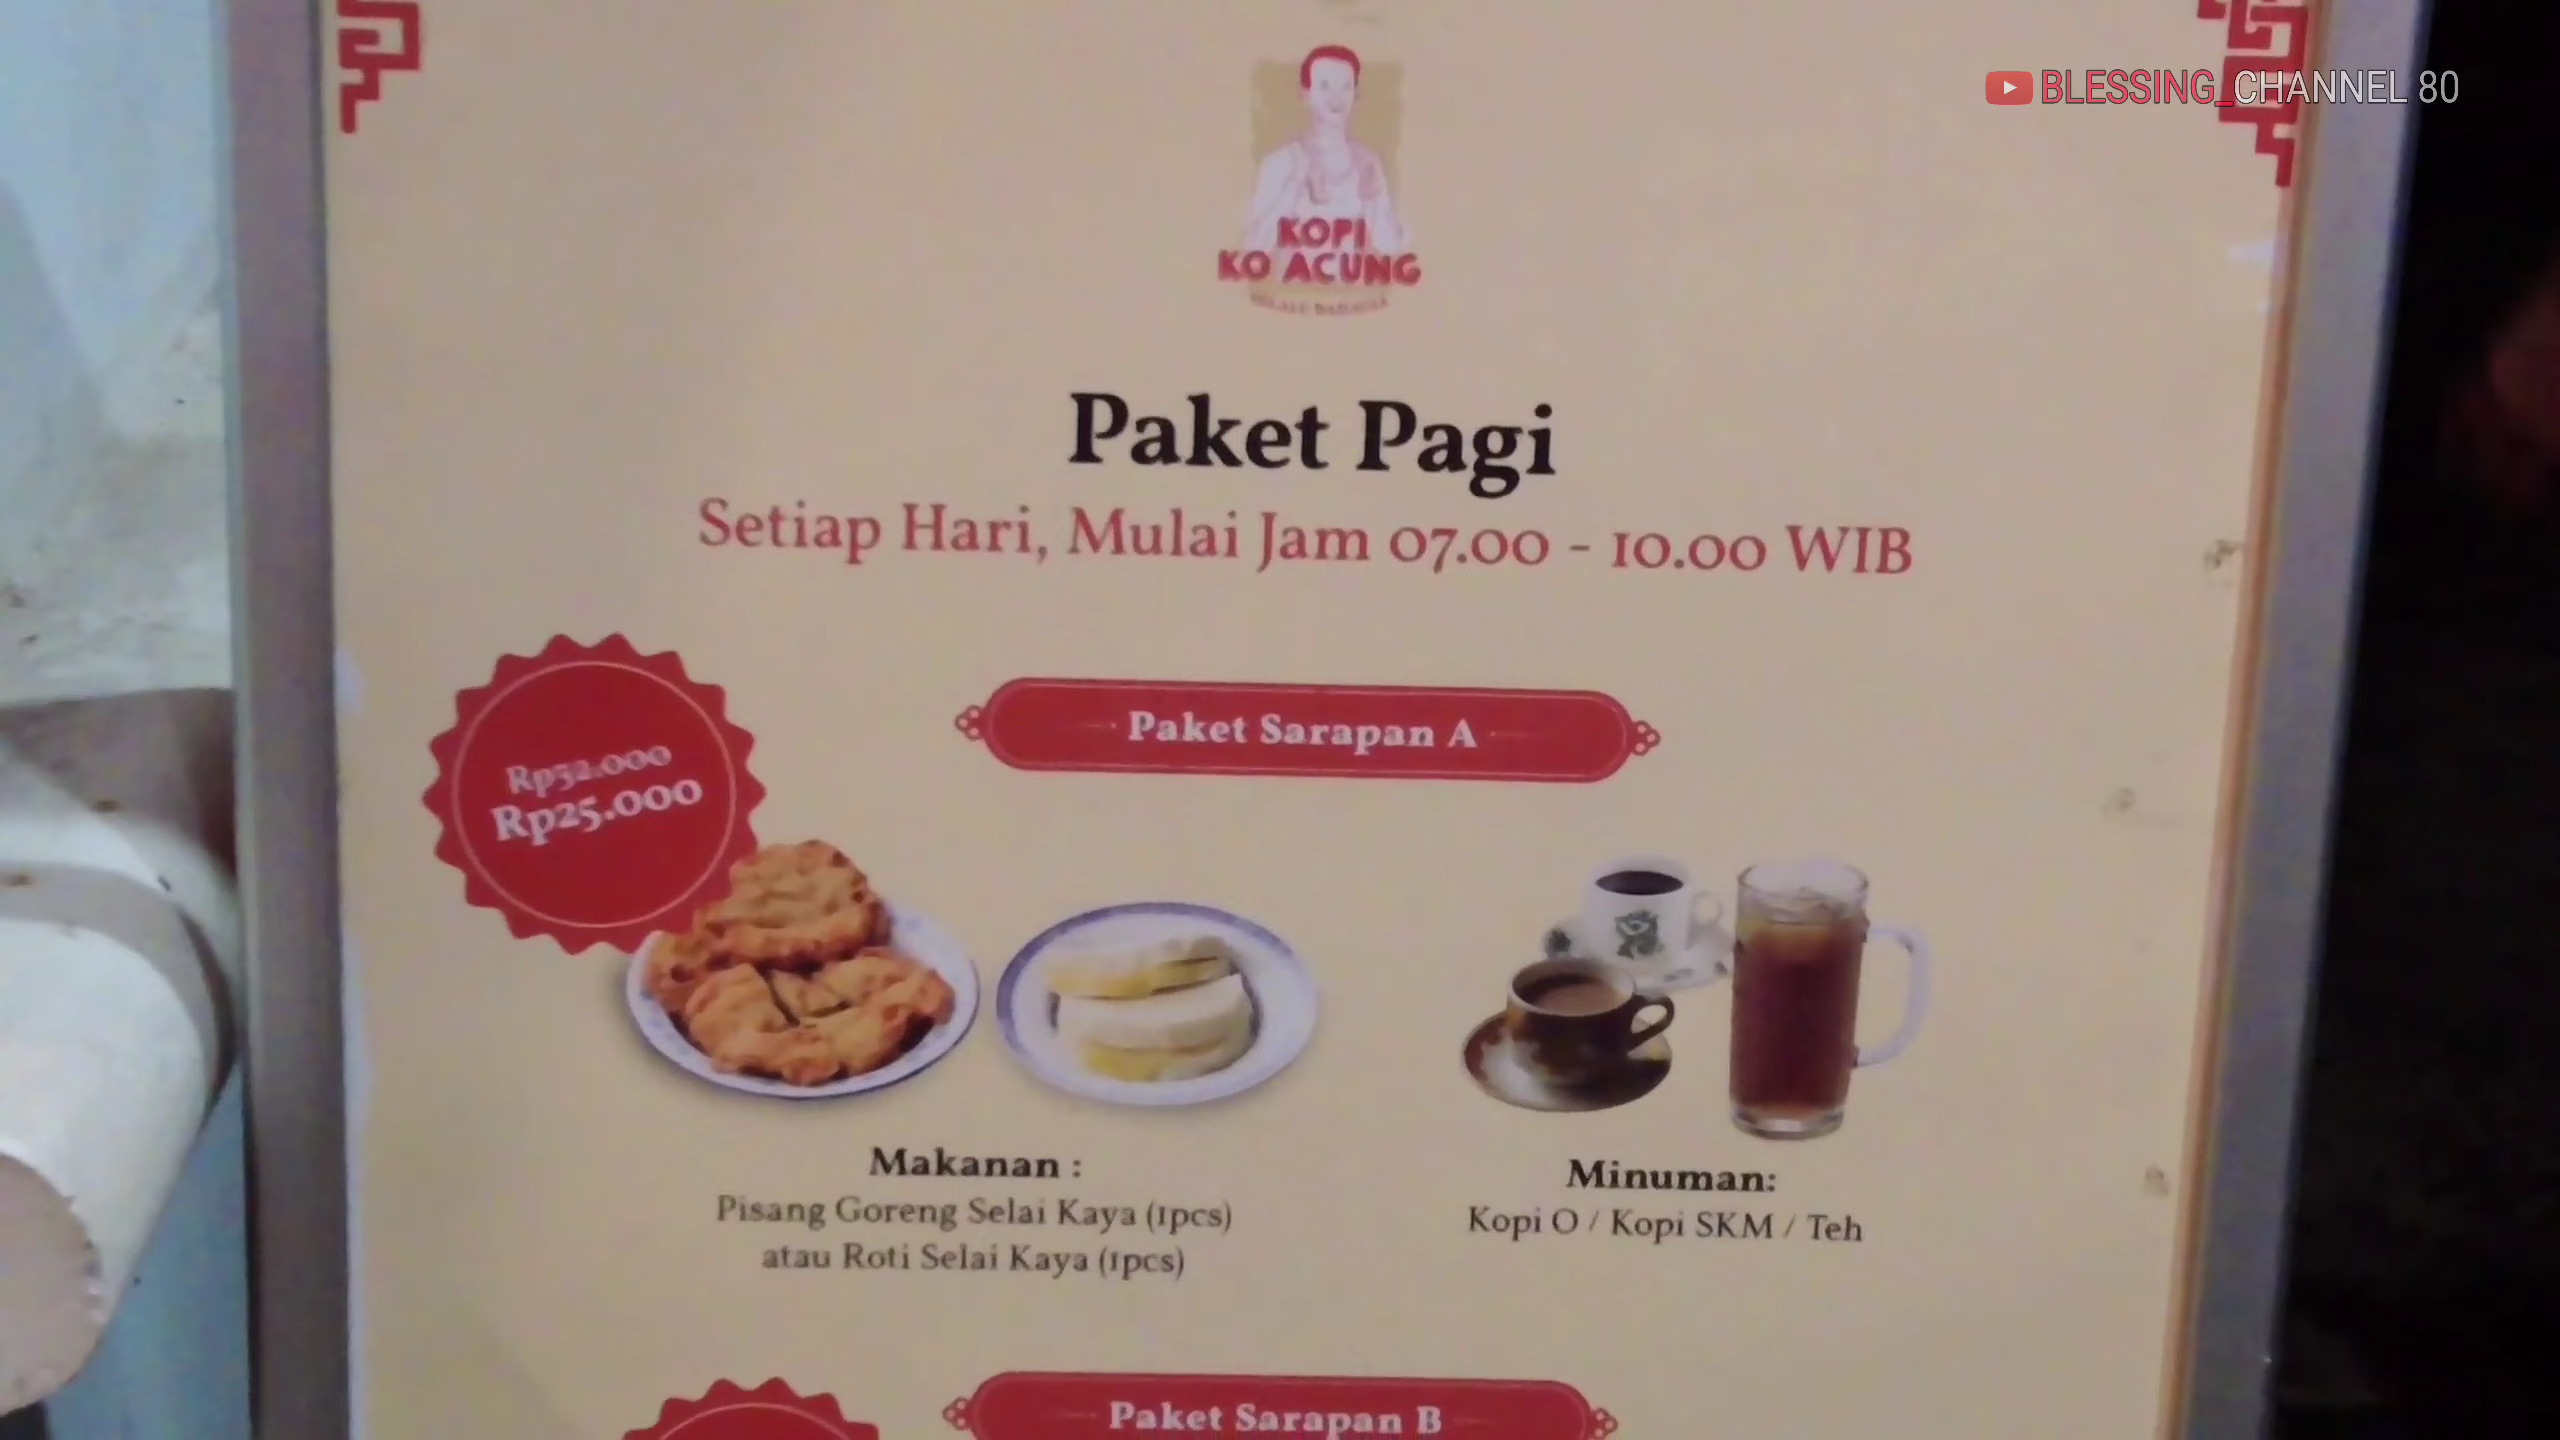 BLESSING_CHANNEL 80
KOPI
KO ACUNG
Paket Pagi
Setiap Hari, Mulai Jam 07.00 - 10.00 WIB
Paket Sarapan A
Rp32.000
Rp25.000
Makanan :
Pisang Goreng Selai Kaya (1pcs)
atau Roti Selai Kaya (1pcs)
Minuman:
Kopi O / Kopi SKM / Teh
Paket Sarapan B